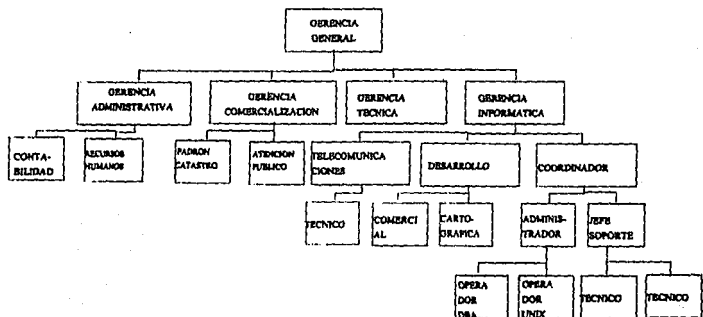 GERENCIA
GENERAL
GERENCIA
ADMINISTRATIVA
GERENCIA
COMERCIALIZACION
GERENCIA
TECNICA
GERENCIA
INFORMATICA
CONTA-
BILIDAD
RECURSOS
HUMANOS
PADRON
CATASTRO
ATENCION
PUBLICO
TELECOMUNICA
CIONES
DESARROLLO
COORDINADOR
TECNICO
COMERCI
AL
CARTO-
GRAFICA
ADMINIS-
TRADOR
JEFE
SOPORTE
OPERA
DOR
DBA
OPERA
DOR
UNIX
TECNICO
TECNICO